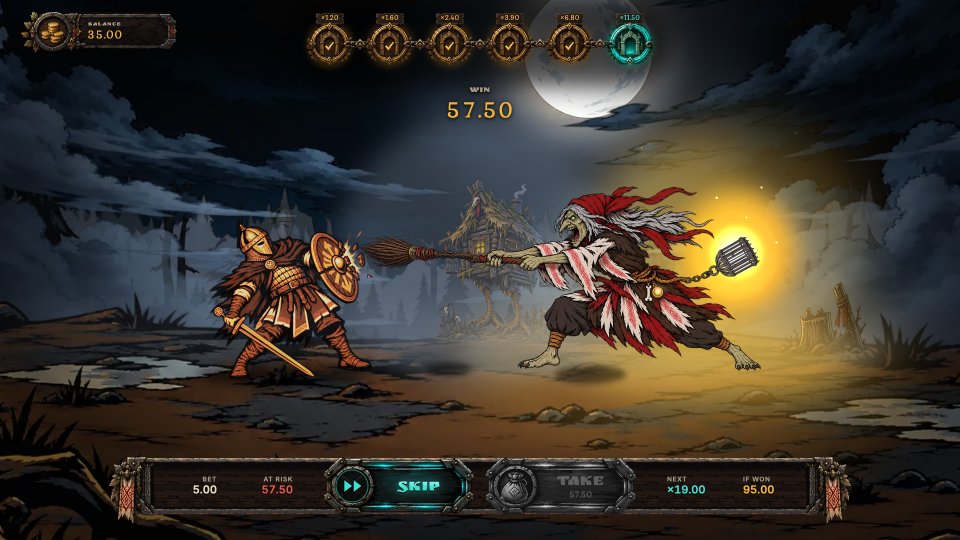 BALANCE
35.00
×1.20 ×1.60 ×2.40 ×3.90 ×6.80 ×11.50
WIN
57.50
BET
5.00
AT RISK
57.50
SKIP
TAKE
57.50
NEXT
×19.00
IF WON
95.00